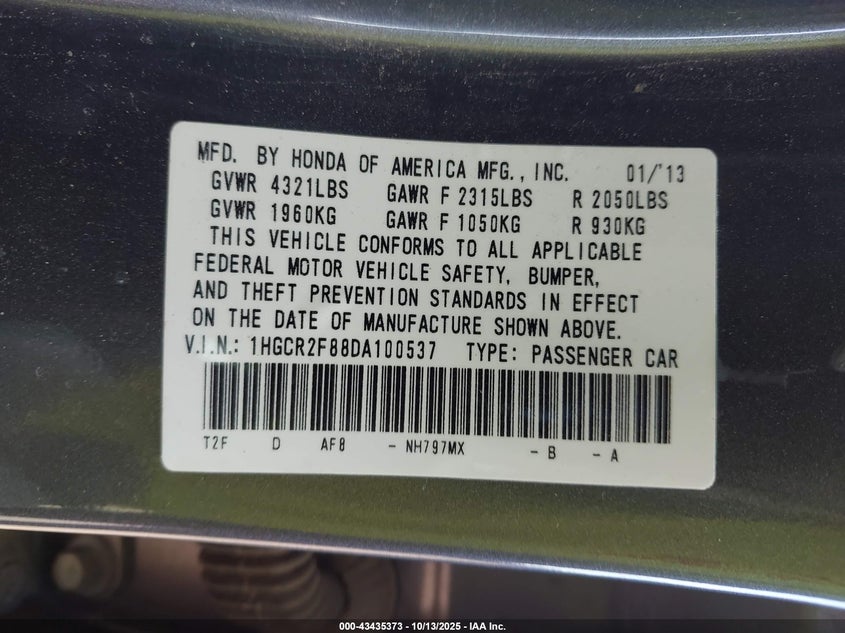 MFD. BY HONDA OF AMERICA MFG., INC. 01/'13
GVWR 4321LBS GAWR F 2315LBS R 2050LBS
GVWR 1960KG GAWR F 1050KG R 930KG
THIS VEHICLE CONFORMS TO ALL APPLICABLE
FEDERAL MOTOR VEHICLE SAFETY, BUMPER,
AND THEFT PREVENTION STANDARDS IN EFFECT
ON THE DATE OF MANUFACTURE SHOWN ABOVE.
V.I.N.: 1HGCR2F88DA100537 TYPE: PASSENGER CAR
T2F D AF8 - NH797MX - B - A
000-43435373 - 10/13/2025 - IAA Inc.